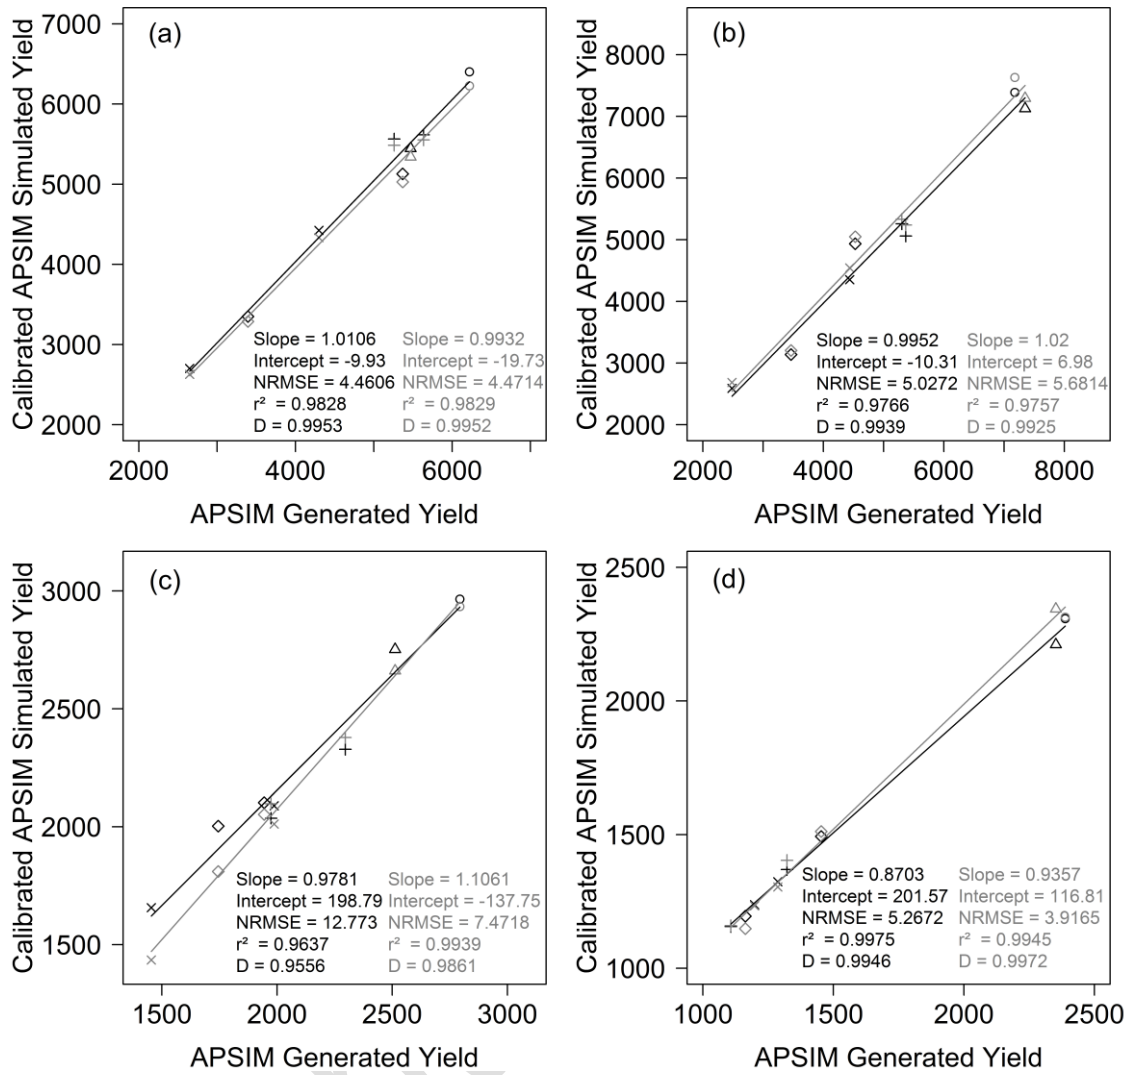 (a)
Calibrated APSIM Simulated Yield
7000
6000
5000
4000
3000
2000
Slope = 1.0106
Intercept = -9.93
NRMSE = 4.4606
r² = 0.9828
D = 0.9953
Slope = 0.9932
Intercept = -19.73
NRMSE = 4.4714
r² = 0.9829
D = 0.9952
2000 4000 6000
APSIM Generated Yield
(b)
Calibrated APSIM Simulated Yield
8000
7000
6000
5000
4000
3000
2000
Slope = 0.9952
Intercept = -10.31
NRMSE = 5.0272
r² = 0.9766
D = 0.9939
Slope = 1.02
Intercept = 6.98
NRMSE = 5.6814
r² = 0.9757
D = 0.9925
2000 4000 6000 8000
APSIM Generated Yield
(c)
Calibrated APSIM Simulated Yield
3000
2500
2000
1500
Slope = 0.9781
Intercept = 198.79
NRMSE = 12.773
r² = 0.9637
D = 0.9556
Slope = 1.1061
Intercept = -137.75
NRMSE = 7.4718
r² = 0.9939
D = 0.9861
1500 2000 2500 3000
APSIM Generated Yield
(d)
Calibrated APSIM Simulated Yield
2500
2000
1500
1000
Slope = 0.8703
Intercept = 201.57
NRMSE = 5.2672
r² = 0.9975
D = 0.9946
Slope = 0.9357
Intercept = 116.81
NRMSE = 3.9165
r² = 0.9945
D = 0.9972
1000 1500 2000 2500
APSIM Generated Yield